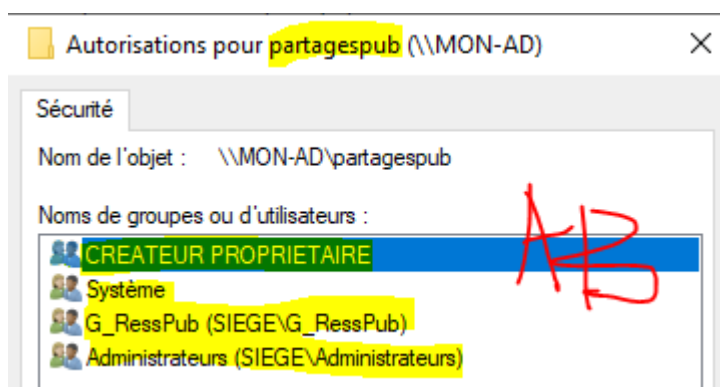 Autorisations pour partagespub (\\MON-AD)
Sécurité
Nom de l'objet : \\MON-AD\partagespub
Noms de groupes ou d'utilisateurs :
CREATEUR PROPRIETAIRE
AB
Système
G_RessPub (SIEGE\G_RessPub)
Administrateurs (SIEGE\Administrateurs)